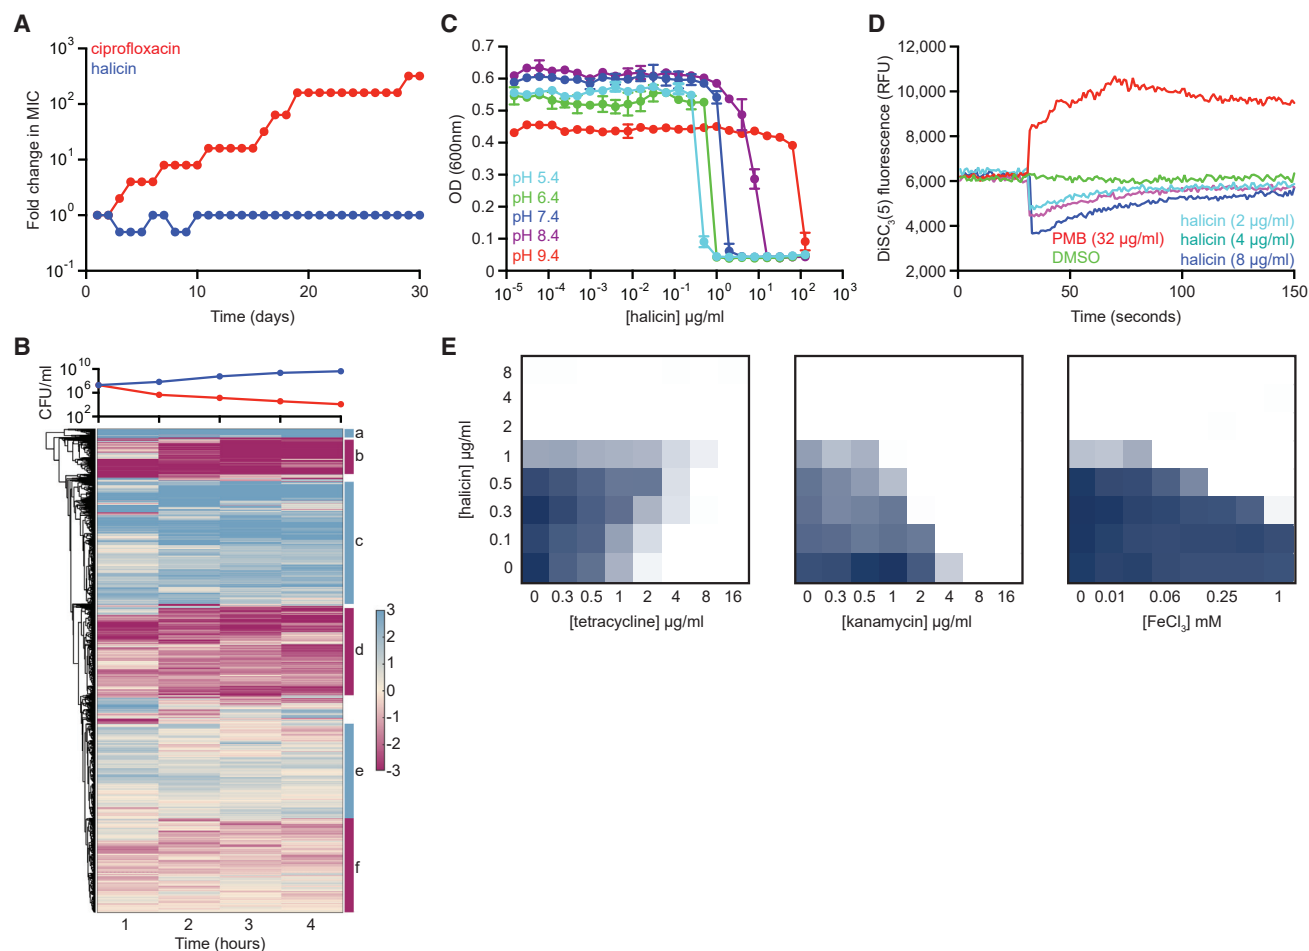 A
10³
10²
10¹
10⁰
10⁻¹
Fold change in MIC
ciprofloxacin
halicin
0
10
20
30
Time (days)
B
CFU/ml
10¹⁰
10⁶
10²
a
b
c
d
e
f
3
2
1
0
-1
-2
-3
1
2
3
4
Time (hours)
C
0.7
0.6
0.5
0.4
0.3
0.2
0.1
0
OD (600nm)
pH 5.4
pH 6.4
pH 7.4
pH 8.4
pH 9.4
10⁻⁵
10⁻⁴
10⁻³
10⁻²
10⁻¹
10⁰
10¹
10²
10³
[halicin] µg/ml
D
12,000
10,000
8,000
6,000
4,000
2,000
DiSC₃(5) fluorescence (RFU)
PMB (32 µg/ml)
DMSO
halicin (2 µg/ml)
halicin (4 µg/ml)
halicin (8 µg/ml)
0
50
100
150
Time (seconds)
E
[halicin] µg/ml
8
4
2
1
0.5
0.3
0.1
0
0 0.3 0.5 1 2 4 8 16
[tetracycline] µg/ml
0 0.3 0.5 1 2 4 8 16
[kanamycin] µg/ml
0 0.01 0.06 0.25 1
[FeCl₃] mM